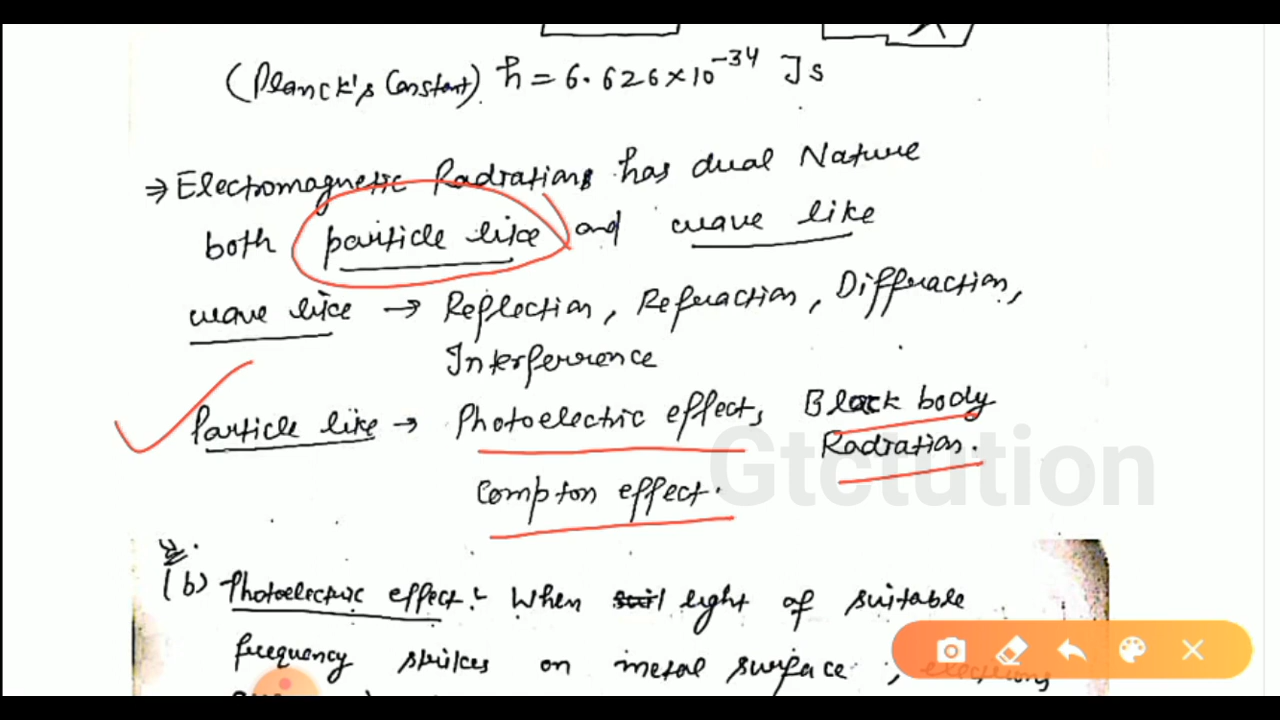 (Planck's Constant) ħ = 6.626 × 10⁻³⁴ Js
⇒ Electromagnetic Radiations has dual Nature
both particle like and wave like
wave like → Reflection, Refraction, Diffraction,
Interference
Particle like → Photoelectric effect, Black body
Radiation.
Compton effect.
Gtctution
(b) Photoelectric effect: When light of suitable
frequency strikes on metal surface, electrons